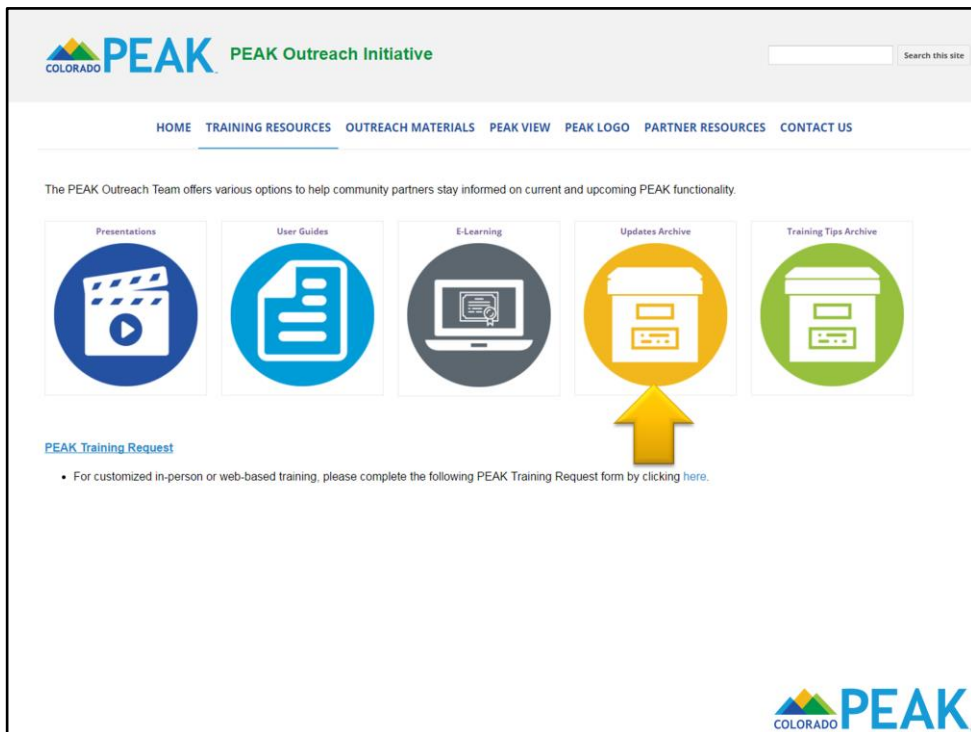 COLORADO PEAK PEAK Outreach Initiative
Search this site
HOME TRAINING RESOURCES OUTREACH MATERIALS PEAK VIEW PEAK LOGO PARTNER RESOURCES CONTACT US
The PEAK Outreach Team offers various options to help community partners stay informed on current and upcoming PEAK functionality.
Presentations User Guides E-Learning Updates Archive Training Tips Archive
PEAK Training Request
• For customized in-person or web-based training, please complete the following PEAK Training Request form by clicking here.
COLORADO PEAK